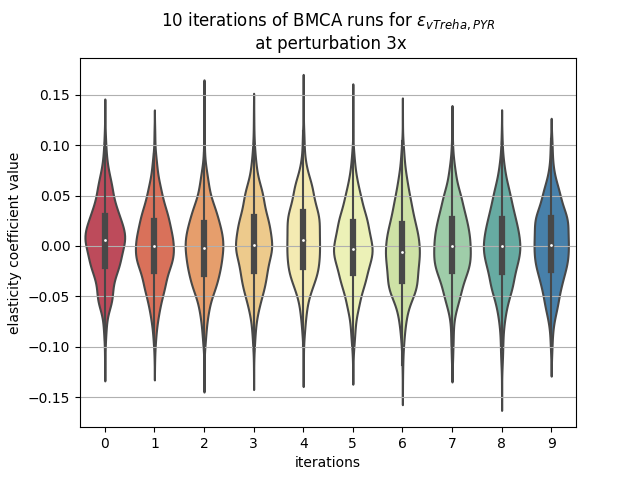 10 iterations of BMCA runs for ε_{vTreha, PYR}
at perturbation 3x
elasticity coefficient value
0.15
0.10
0.05
0.00
−0.05
−0.10
−0.15
0 1 2 3 4 5 6 7 8 9
iterations